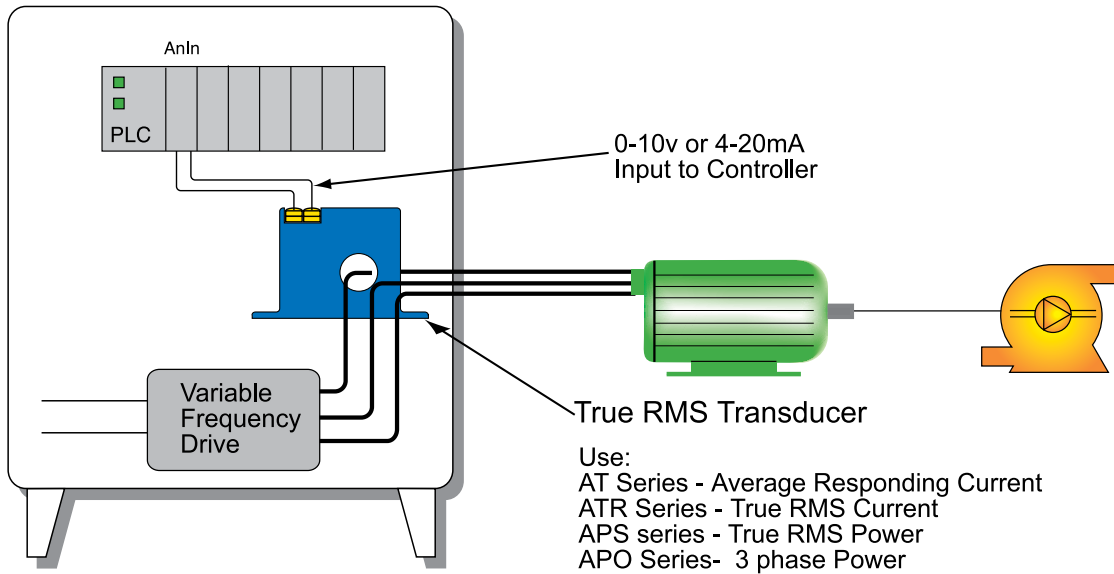 AnIn
PLC
0-10v or 4-20mA
Input to Controller
Variable
Frequency
Drive
True RMS Transducer
Use:
AT Series - Average Responding Current
ATR Series - True RMS Current
APS series - True RMS Power
APO Series-  3 phase Power